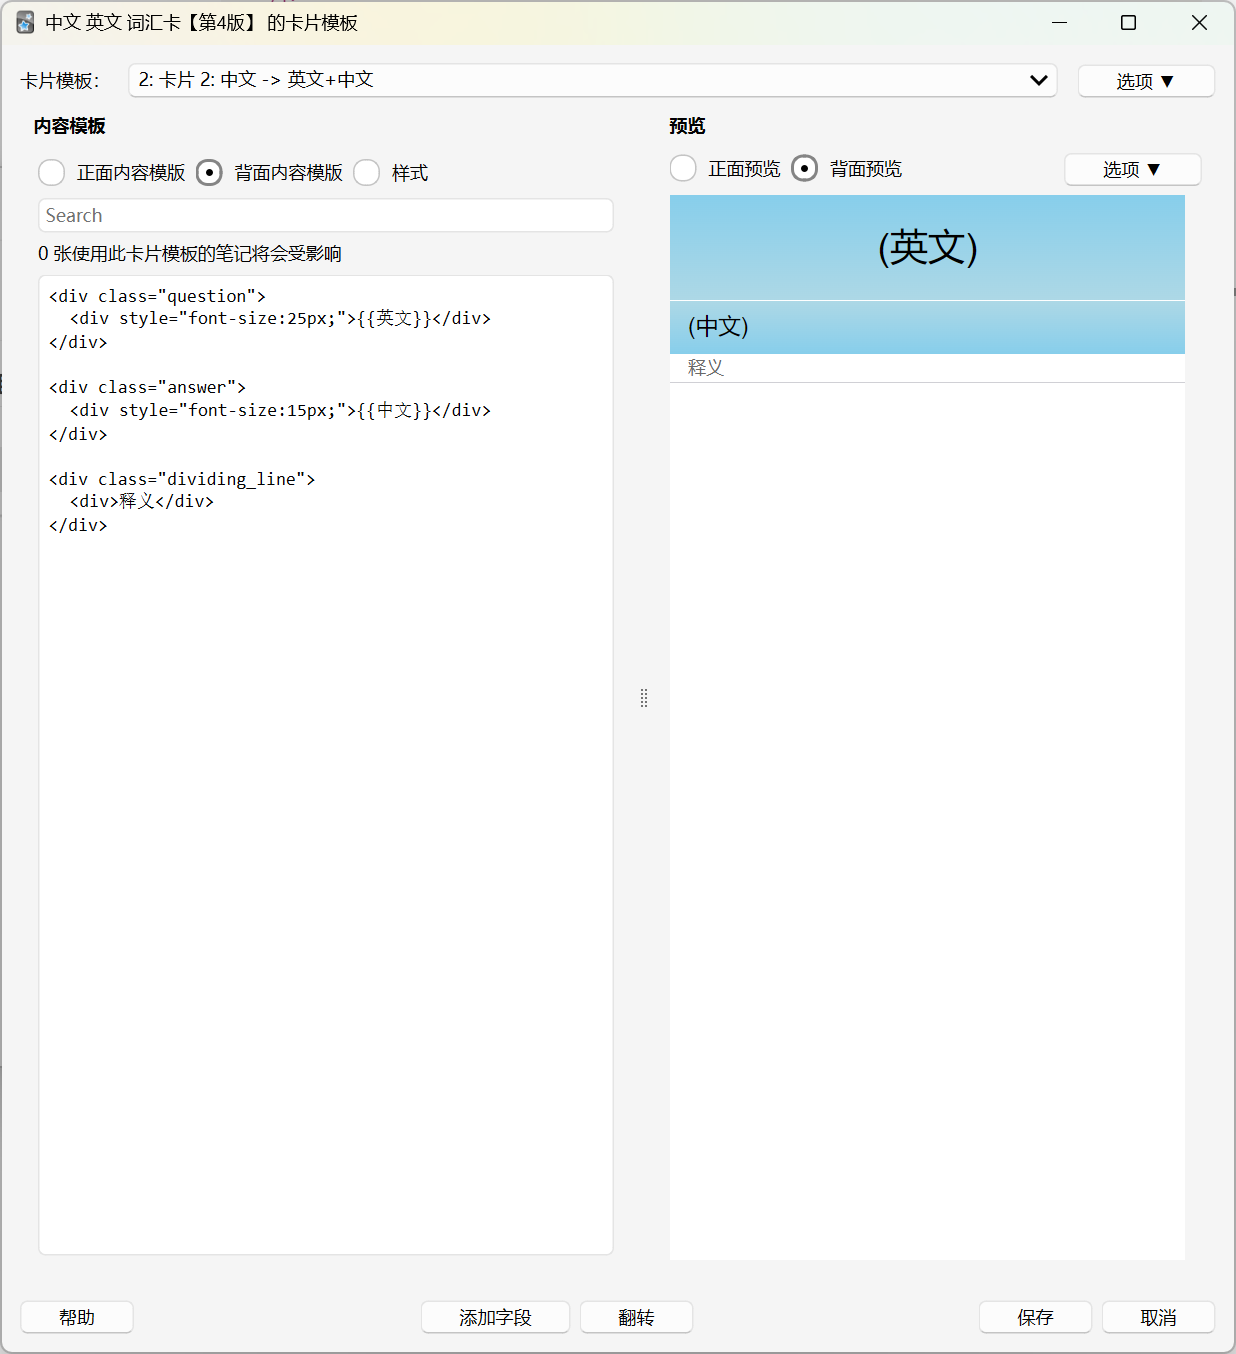 中文 英文 词汇卡【第4版】 的卡片模板
卡片模板：
2: 卡片 2: 中文 -> 英文+中文
选项 ▼
内容模板
正面内容模版
背面内容模版
样式
Search
0 张使用此卡片模板的笔记将会受影响
<div class="question">
  <div style="font-size:25px;">{{英文}}</div>
</div>
<div class="answer">
  <div style="font-size:15px;">{{中文}}</div>
</div>
<div class="dividing_line">
  <div>释义</div>
</div>
预览
正面预览
背面预览
选项 ▼
(英文)
(中文)
释义
帮助
添加字段
翻转
保存
取消